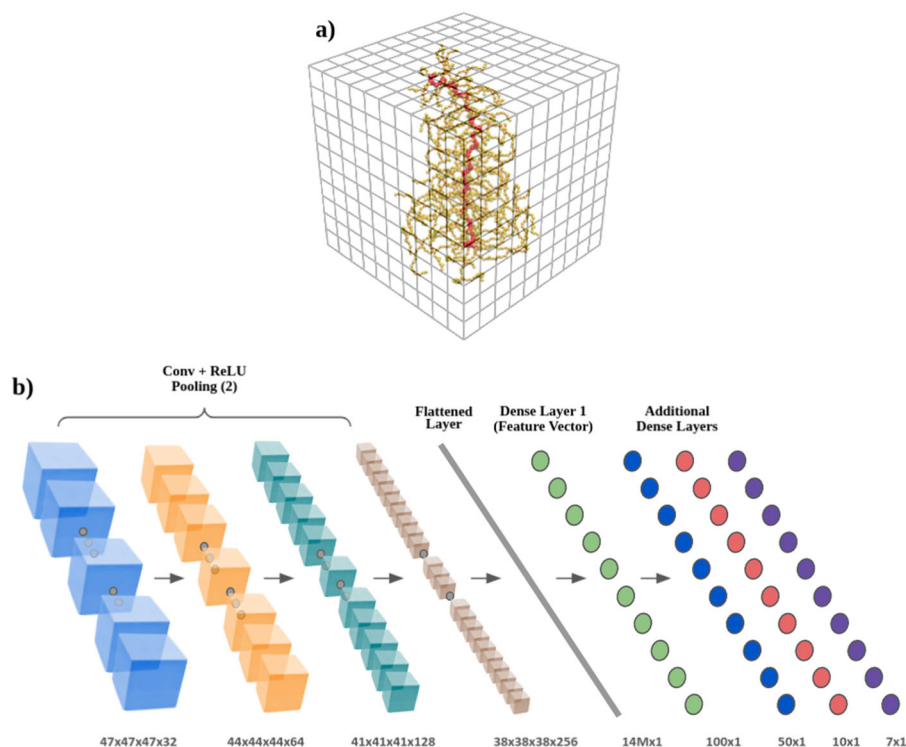 a)
b)
Conv + ReLU
Pooling (2)
Flattened
Layer
Dense Layer 1
(Feature Vector)
Additional
Dense Layers
47x47x47x32
44x44x44x64
41x41x41x128
38x38x38x256
14Mx1
100x1
50x1
10x1
7x1